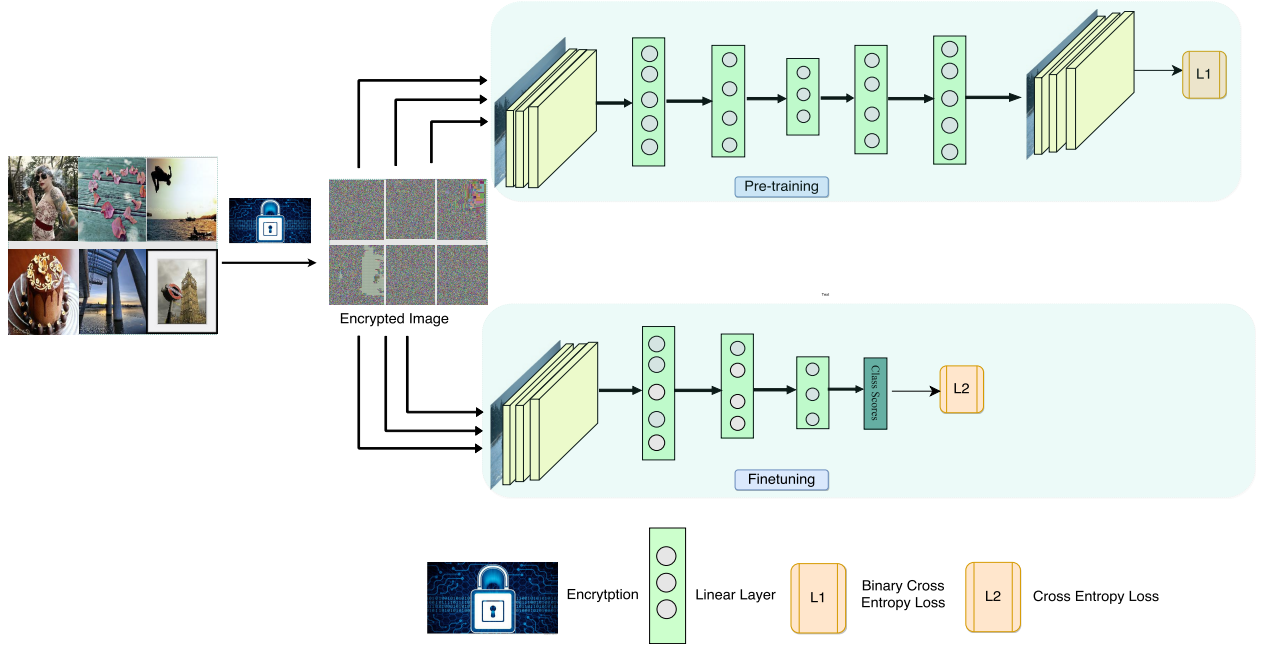 L1
Pre-training
Encrypted Image
Text
Class Scores
L2
Finetuning
Encrytption
Linear Layer
L1
Binary Cross
Entropy Loss
L2
Cross Entropy Loss